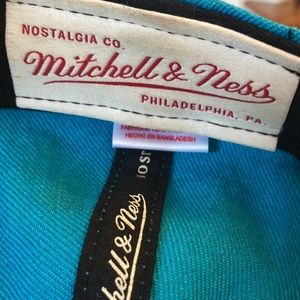 NOSTALGIA CO.
Mitchell & Ness
PHILADELPHIA, PA.
HECHO EN BANGLADESH
Mitchell & Ness